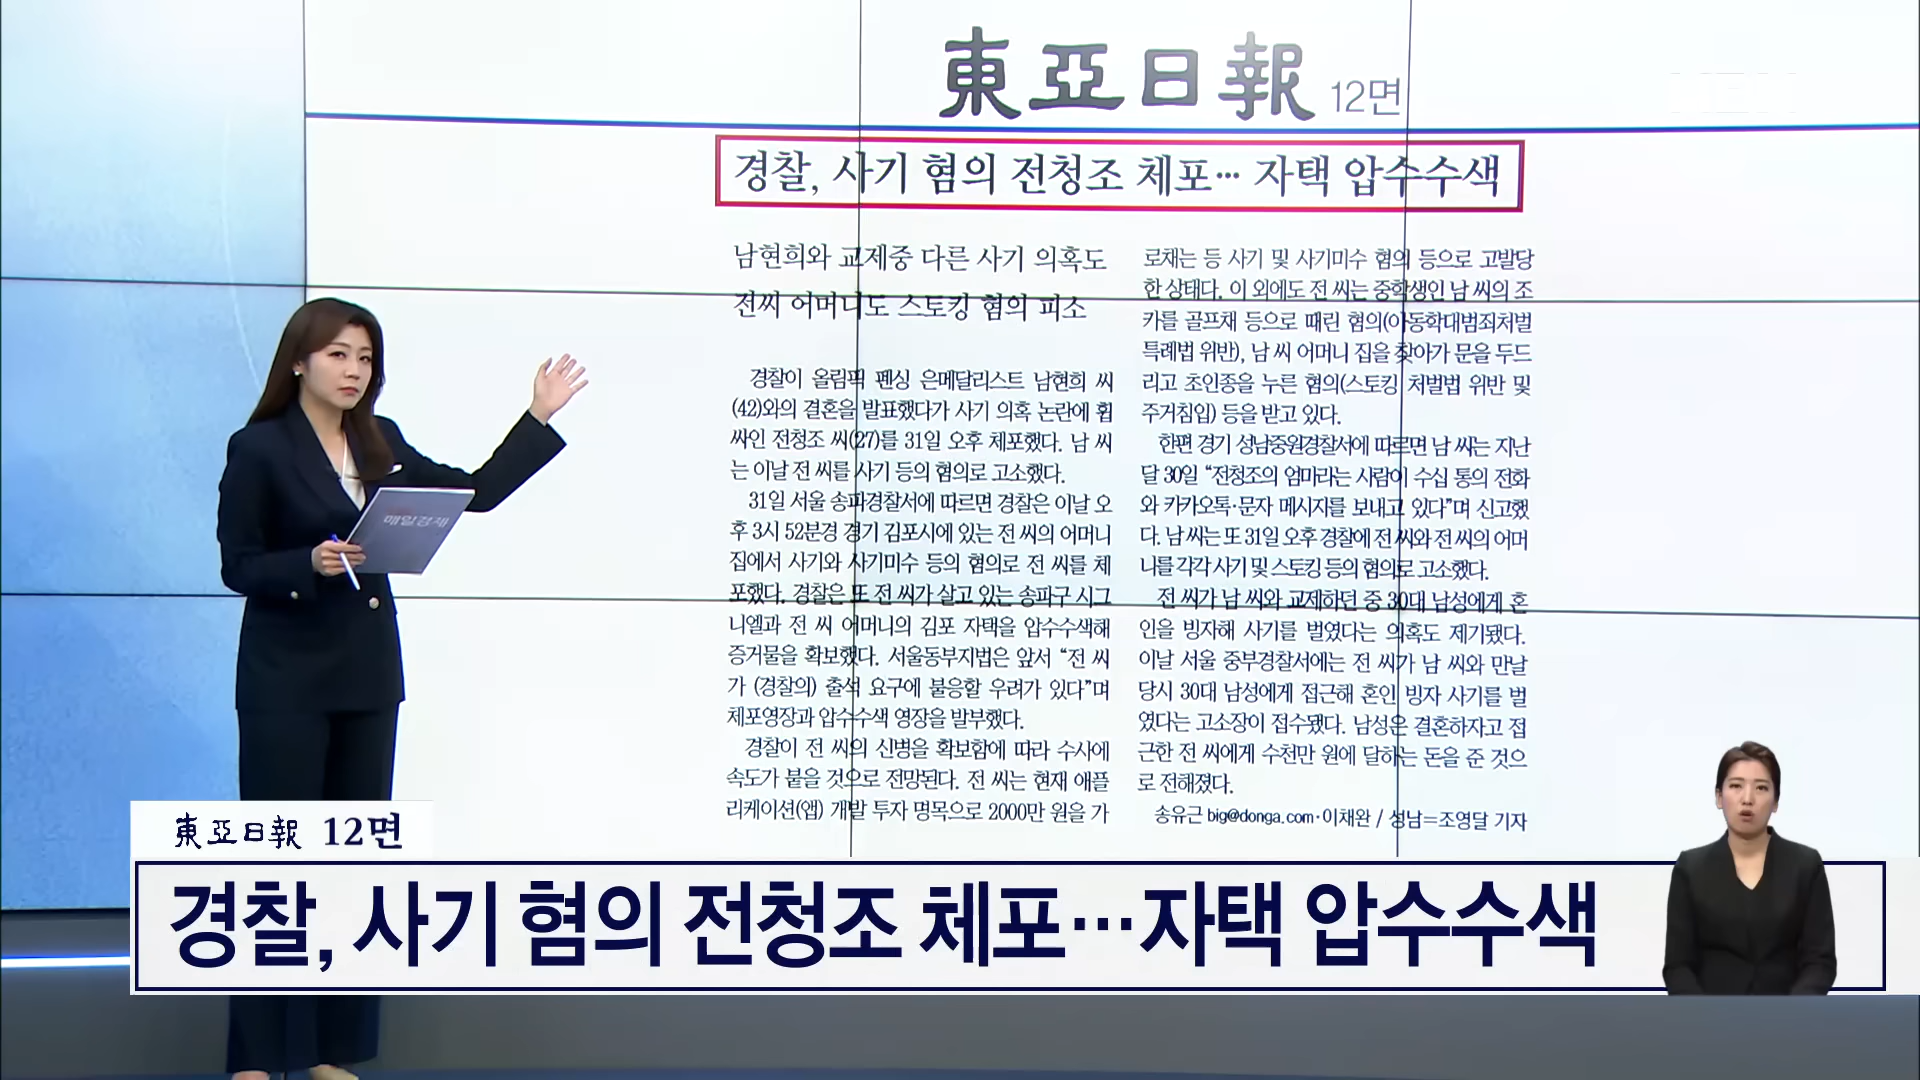 東亞日報 12면
경찰, 사기 혐의 전청조 체포… 자택 압수수색
남현희와 교제중 다른 사기 의혹도
전씨 어머니도 스토킹 혐의 피소
경찰이 올림픽 펜싱 은메달리스트 남현희 씨
(42)와의 결혼을 발표했다가 사기 의혹 논란에 휩
싸인 전청조 씨(27)를 31일 오후 체포했다. 남 씨
는 이날 전 씨를 사기 등의 혐의로 고소했다.
31일 서울 송파경찰서에 따르면 경찰은 이날 오
후 3시 52분경 경기 김포시에 있는 전 씨의 어머니
집에서 사기와 사기미수 등의 혐의로 전 씨를 체
포했다. 경찰은 또 전 씨가 살고 있는 송파구 시그
니엘과 전 씨 어머니의 김포 자택을 압수수색해
증거물을 확보했다. 서울동부지법은 앞서 “전 씨
가 (경찰의) 출석 요구에 불응할 우려가 있다”며
체포영장과 압수수색 영장을 발부했다.
경찰이 전 씨의 신병을 확보함에 따라 수사에
속도가 붙을 것으로 전망된다. 전 씨는 현재 애플
리케이션(앱) 개발 투자 명목으로 2000만 원을 가
로채는 등 사기 및 사기미수 혐의 등으로 고발당
한 상태다. 이 외에도 전 씨는 중학생인 남 씨의 조
카를 골프채 등으로 때린 혐의(아동학대범죄처벌
특례법 위반), 남 씨 어머니 집을 찾아가 문을 두드
리고 초인종을 누른 혐의(스토킹 처벌법 위반 및
주거침입) 등을 받고 있다.
한편 경기 성남중원경찰서에 따르면 남 씨는 지난
달 30일 “전청조의 엄마라는 사람이 수십 통의 전화
와 카카오톡·문자 메시지를 보내고 있다”며 신고했
다. 남 씨는 또 31일 오후 경찰에 전 씨와 전 씨의 어머
니를 각각 사기 및 스토킹 등의 혐의로 고소했다.
전 씨가 남 씨와 교제하던 중 30대 남성에게 혼
인을 빙자해 사기를 벌였다는 의혹도 제기됐다.
이날 서울 중부경찰서에는 전 씨가 남 씨와 만날
당시 30대 남성에게 접근해 혼인 빙자 사기를 벌
였다는 고소장이 접수됐다. 남성은 결혼하자고 접
근한 전 씨에게 수천만 원에 달하는 돈을 준 것으
로 전해졌다.
송유근 big@donga.com·이채완 / 성남=조영달 기자
매일경제
東亞日報 12면
경찰, 사기 혐의 전청조 체포…자택 압수수색